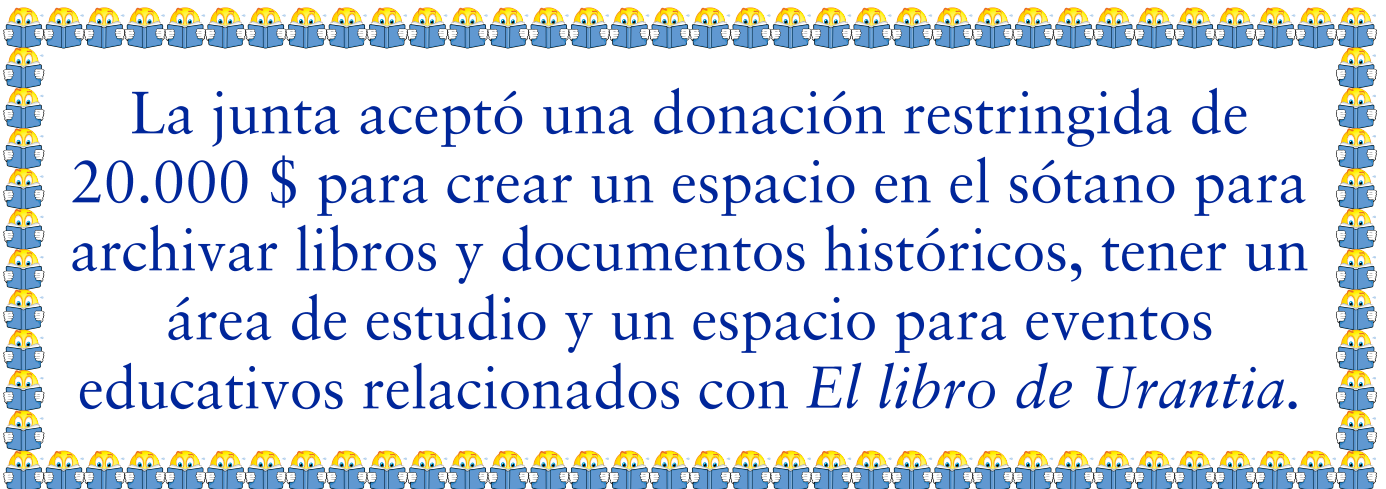 La junta aceptó una donación restringida de
20.000 $ para crear un espacio en el sótano para
archivar libros y documentos históricos, tener un
área de estudio y un espacio para eventos
educativos relacionados con El libro de Urantia.